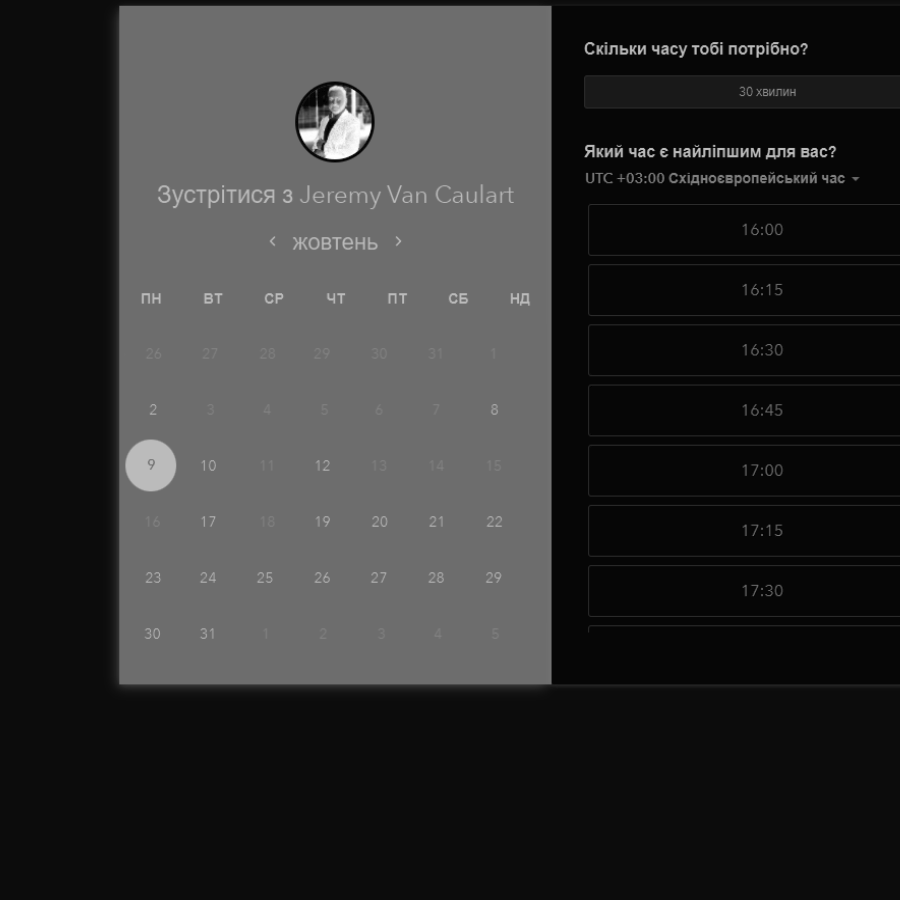 Зустрітися з Jeremy Van Caulart
жовтень
ПН ВТ СР ЧТ ПТ СБ НД
26 27 28 29 30 31 1
2 3 4 5 6 7 8
9 10 11 12 13 14 15
16 17 18 19 20 21 22
23 24 25 26 27 28 29
30 31 1 2 3 4 5
Скільки часу тобі потрібно?
30 хвилин
Який час є найліпшим для вас?
UTC +03:00 Східноєвропейський час
16:00
16:15
16:30
16:45
17:00
17:15
17:30